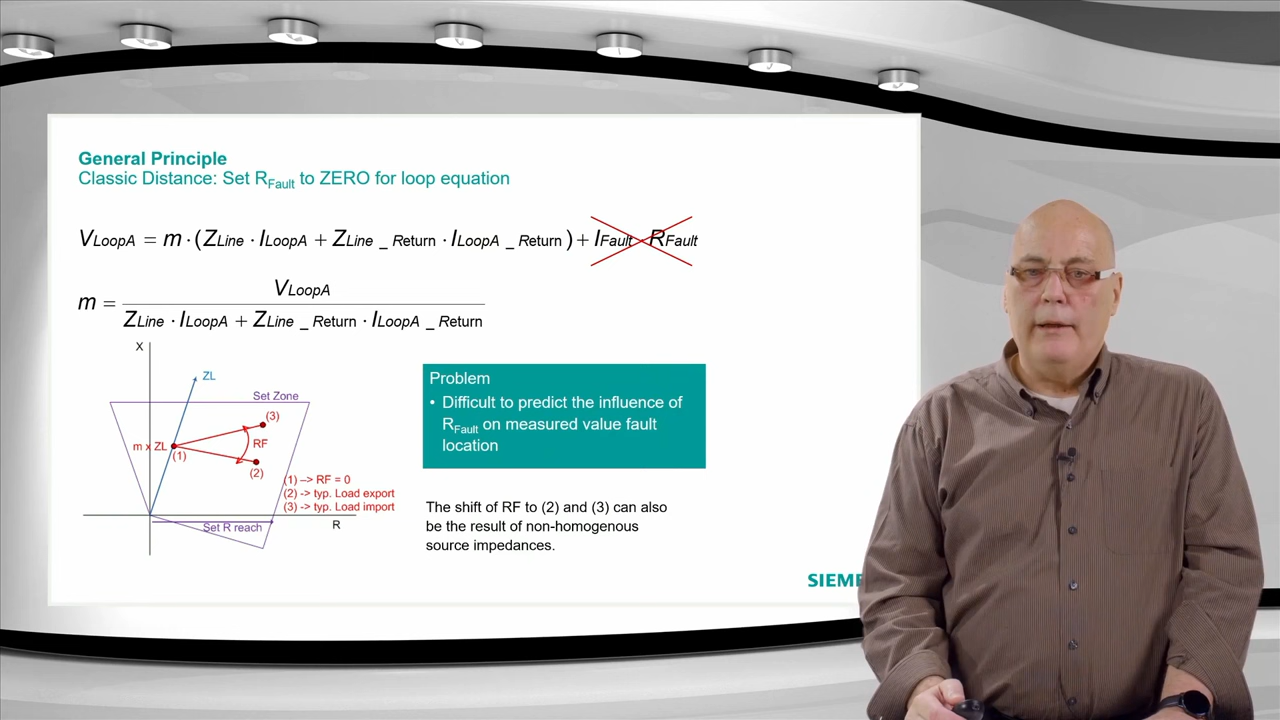 General Principle
Classic Distance: Set RFault to ZERO for loop equation
VLoopA = m · (ZLine · ILoopA + ZLine _ Return · ILoopA _ Return ) + IFault · RFault
m = VLoopA
ZLine · ILoopA + ZLine _ Return · ILoopA _ Return
X
ZL
Set Zone
(3)
m x ZL
(1)
RF
(2)
(1) –> RF = 0
(2) -> typ. Load export
(3) -> typ. Load import
Set R reach
R
Problem
• Difficult to predict the influence of
RFault on measured value fault
location
The shift of RF to (2) and (3) can also
be the result of non-homogenous
source impedances.